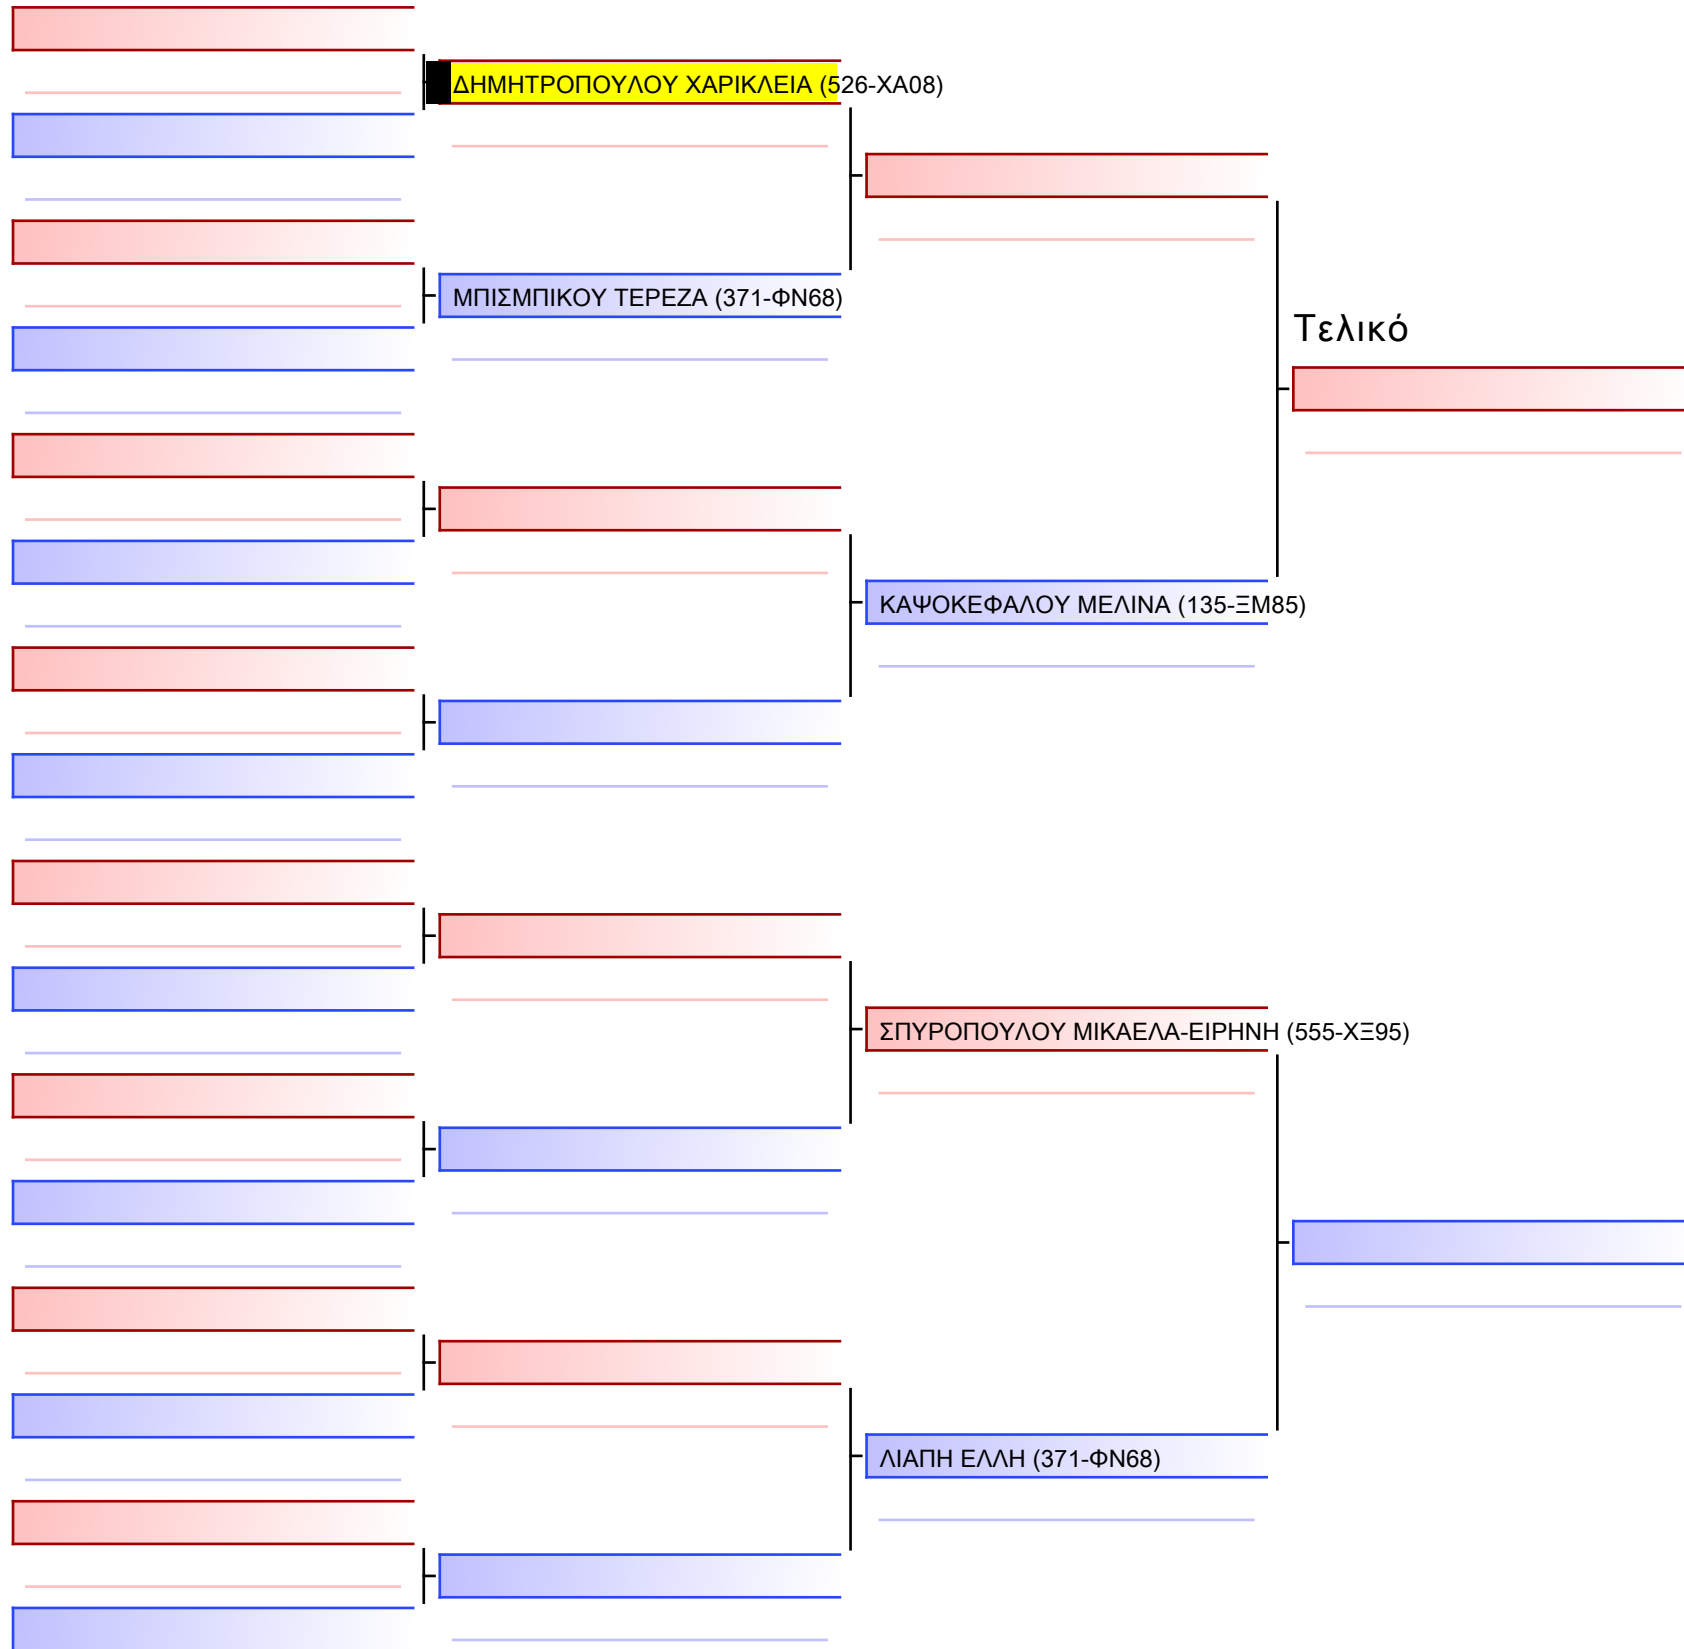 ΔΗΜΗΤΡΟΠΟΥΛΟΥ ΧΑΡΙΚΛΕΙΑ (526-ΧΑ08)
ΜΠΙΣΜΠΙΚΟΥ ΤΕΡΕΖΑ (371-ΦΝ68)
Τελικό
ΚΑΨΟΚΕΦΑΛΟΥ ΜΕΛΙΝΑ (135-ΞΜ85)
ΣΠΥΡΟΠΟΥΛΟΥ ΜΙΚΑΕΛΑ-ΕΙΡΗΝΗ (555-ΧΞ95)
ΛΙΑΠΗ ΕΛΛΗ (371-ΦΝ68)